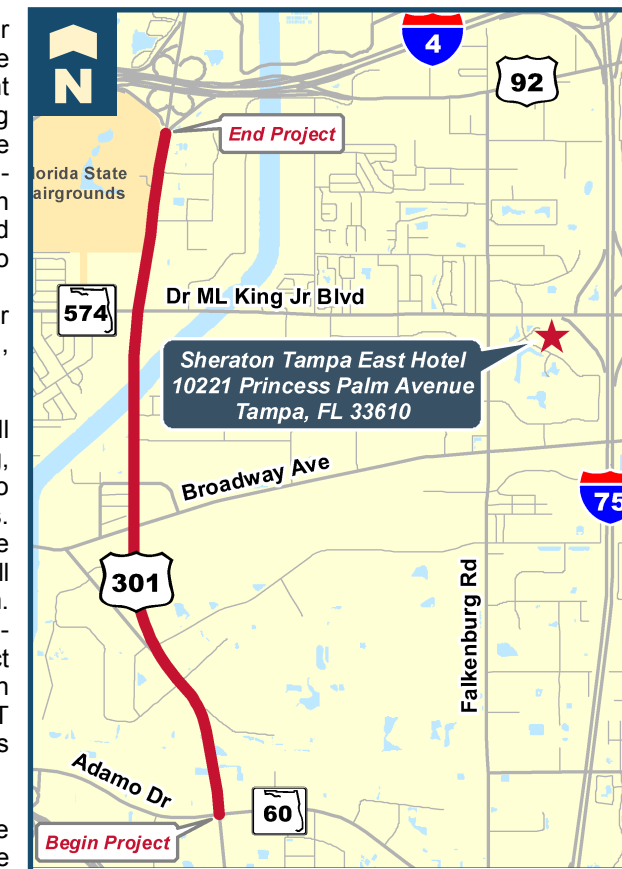 N
4
92
End Project
lorida State
airgrounds
574
Dr ML King Jr Blvd
Sheraton Tampa East Hotel
10221 Princess Palm Avenue
Tampa, FL 33610
Broadway Ave
75
301
Falkenburg Rd
Adamo Dr
60
Begin Project